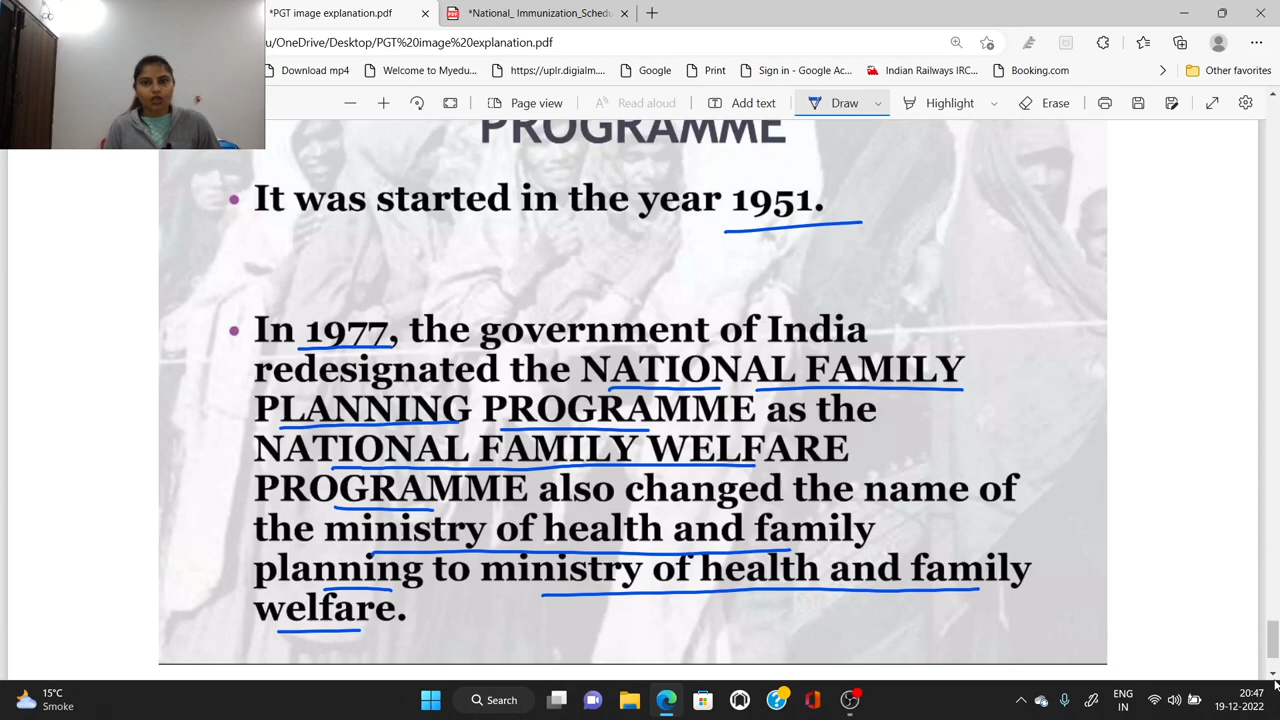 *PGT image explanation.pdf
*National_ Immunization_Schedu
u/OneDrive/Desktop/PGT%20image%20explanation.pdf
Download mp4
Welcome to Myedu...
https://uplr.digialm....
Google
Print
Sign in - Google Ac...
Indian Railways IRC...
Booking.com
Other favorites
Page view
Read aloud
Add text
Draw
Highlight
Erase
PROGRAMME
• It was started in the year 1951.
• In 1977, the government of India
redesignated the NATIONAL FAMILY
PLANNING PROGRAMME as the
NATIONAL FAMILY WELFARE
PROGRAMME also changed the name of
the ministry of health and family
planning to ministry of health and family
welfare.
15°C
Smoke
Search
ENG
IN
20:47
19-12-2022